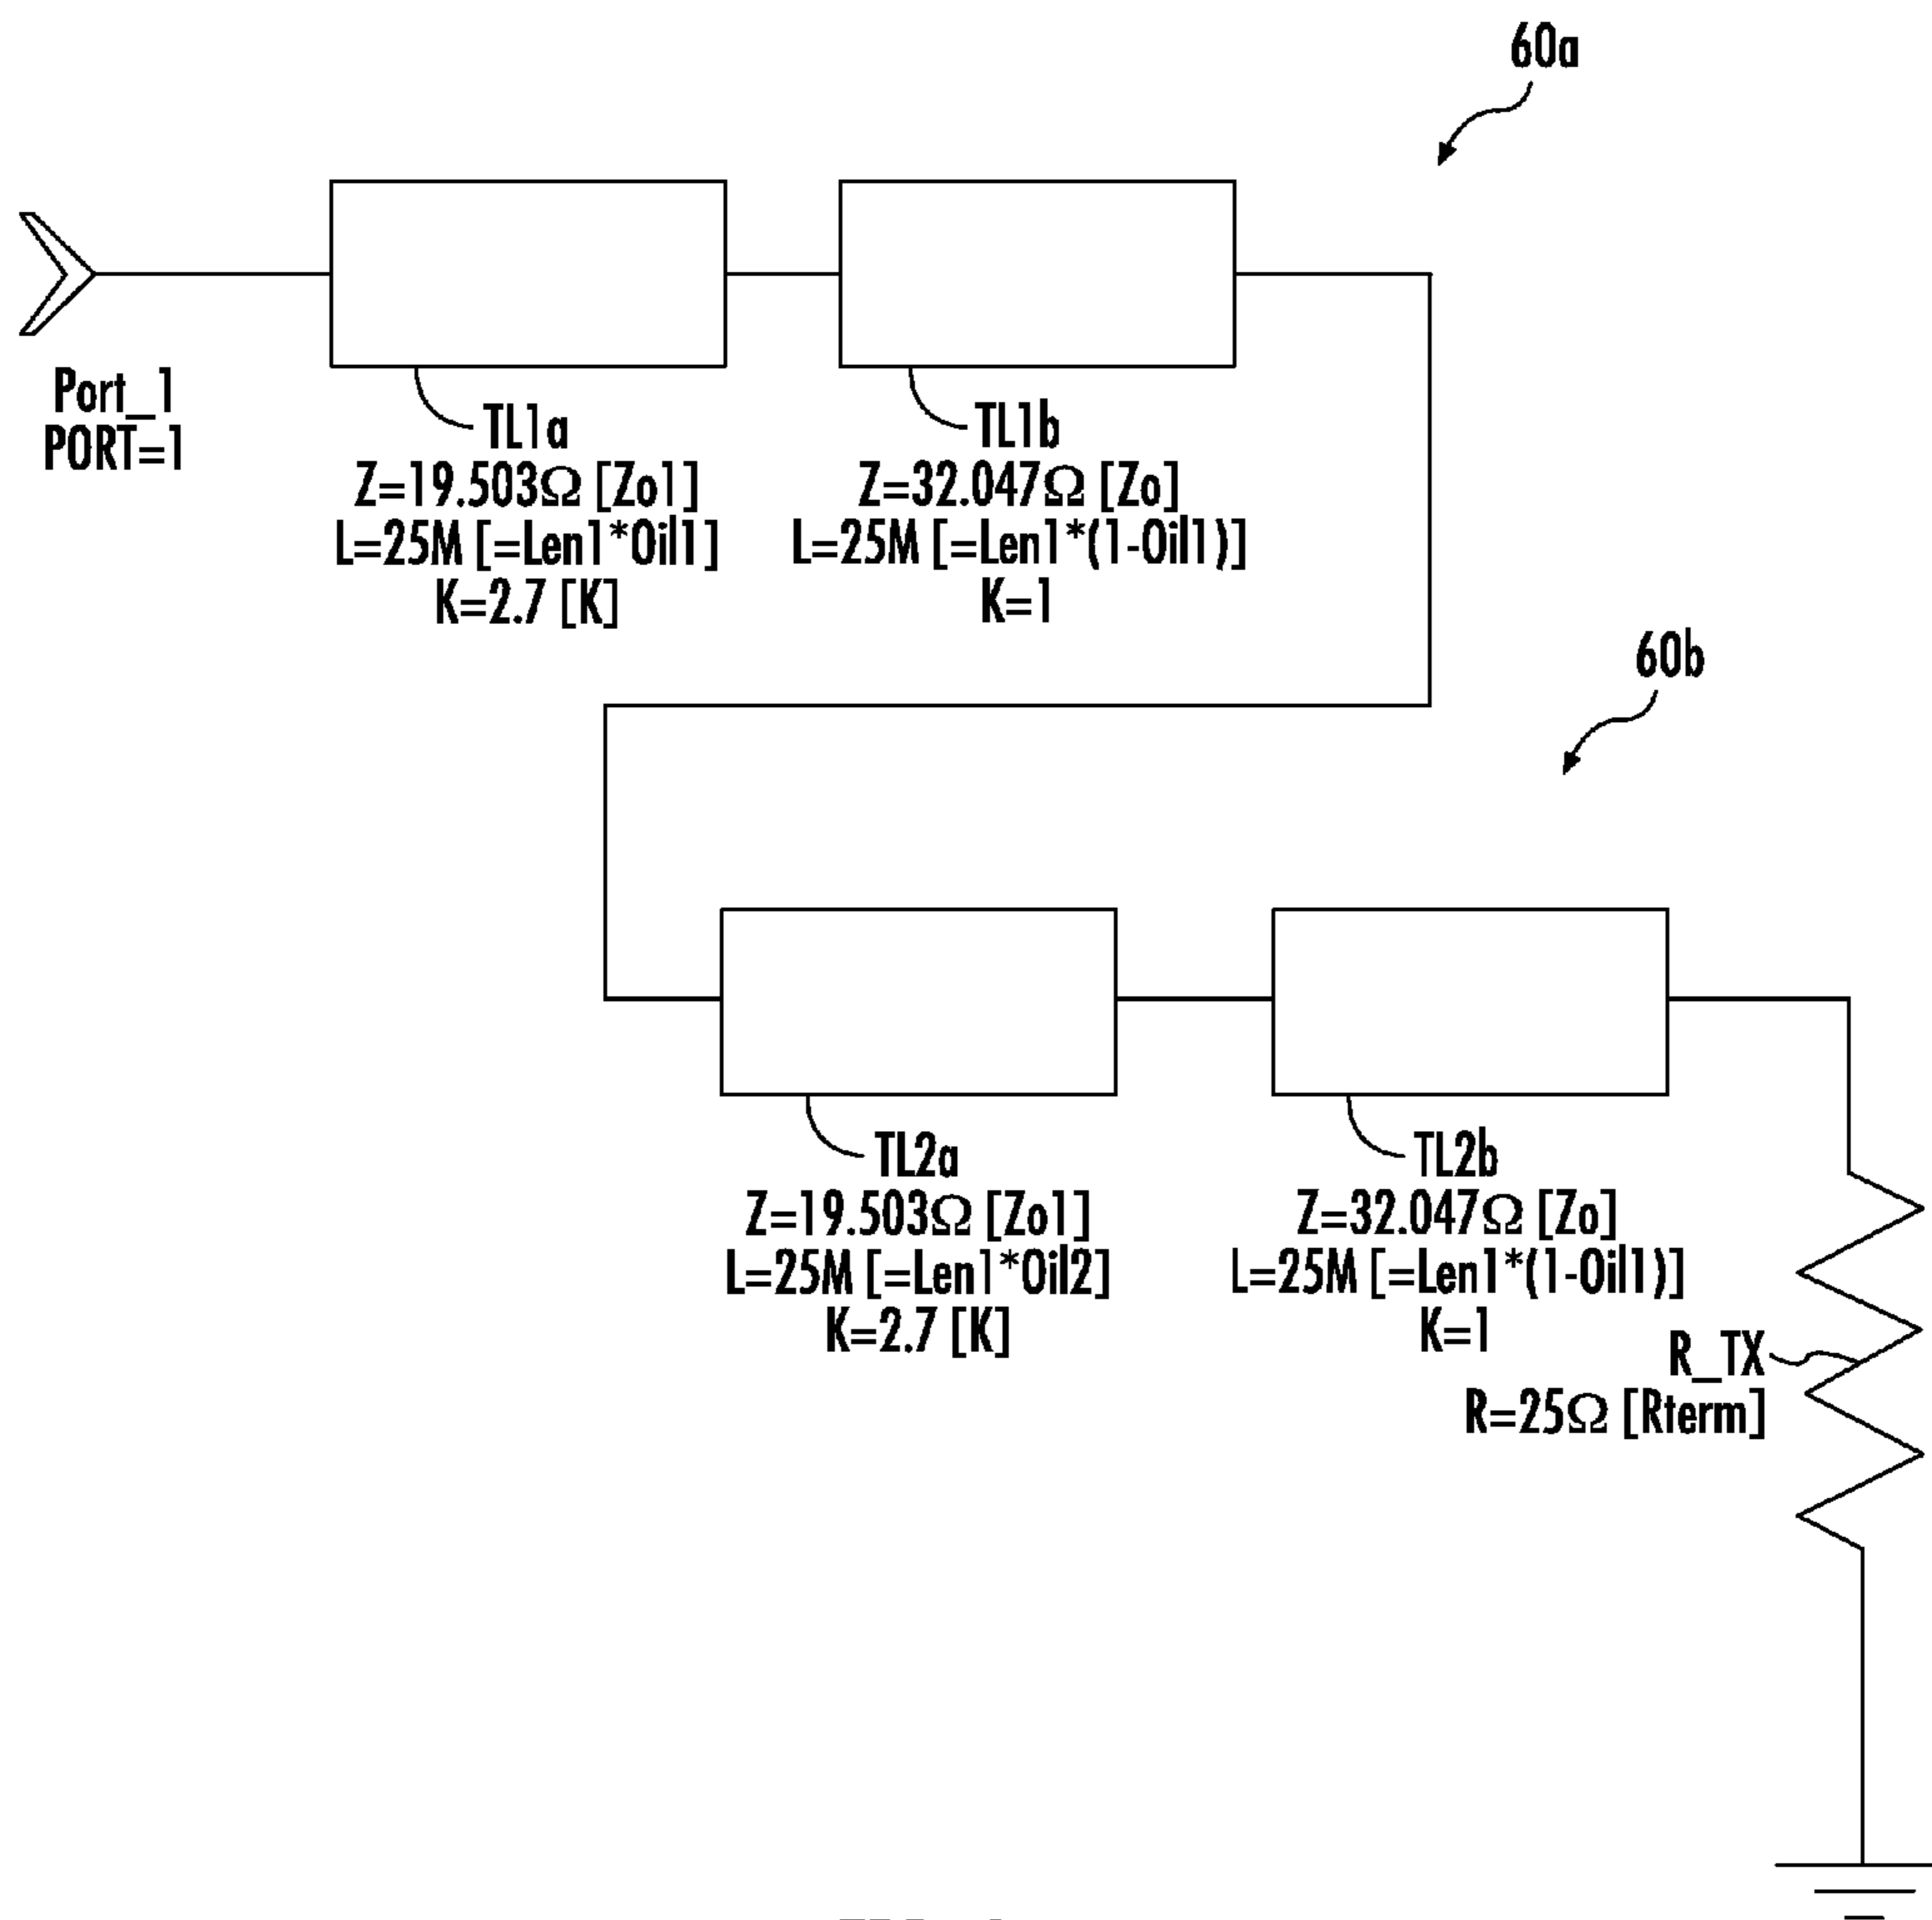 60a
Port_1
PORT=1
TL1a
Z=19.503Ω [Zo1]
L=25M [=Len1*Oil1]
K=2.7 [K]
TL1b
Z=32.047Ω [Zo]
L=25M [=Len1*(1-Oil1)]
K=1
60b
TL2a
Z=19.503Ω [Zo1]
L=25M [=Len1*Oil2]
K=2.7 [K]
TL2b
Z=32.047Ω [Zo]
L=25M [=Len1*(1-Oil1)]
K=1
R_TX
R=25Ω [Rterm]